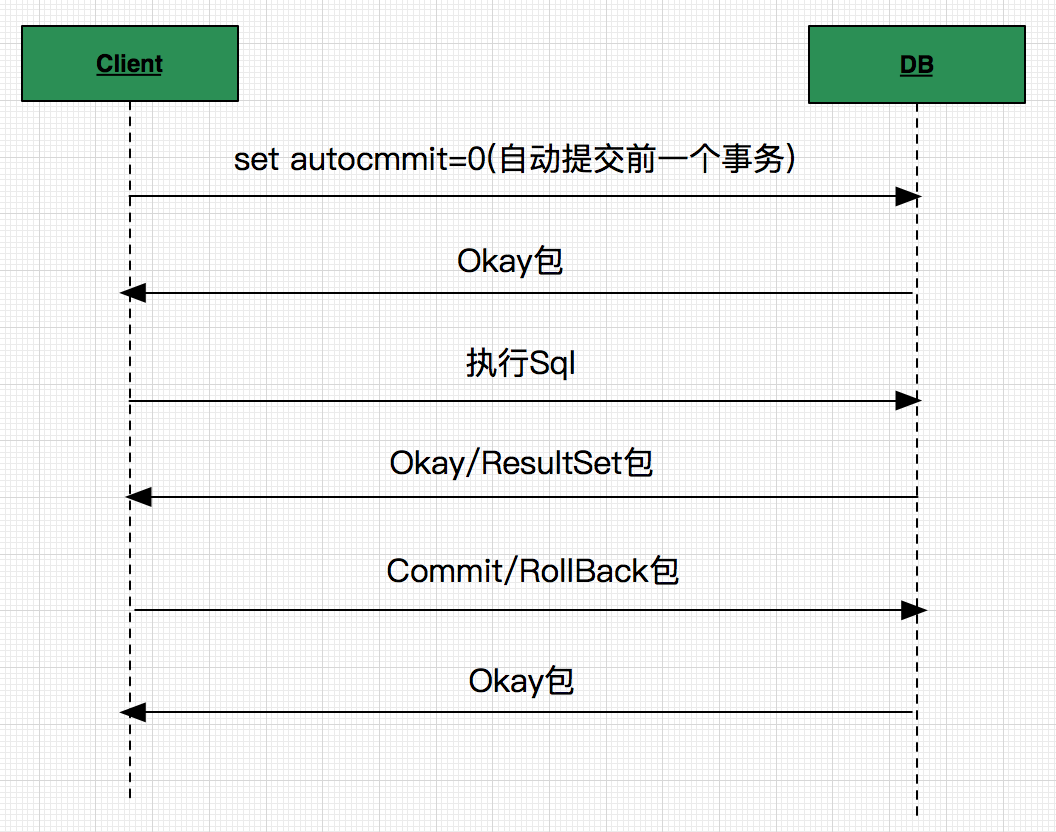 Client
DB
set autocmmit=0(自动提交前一个事务)
Okay包
执行Sql
Okay/ResultSet包
Commit/RollBack包
Okay包